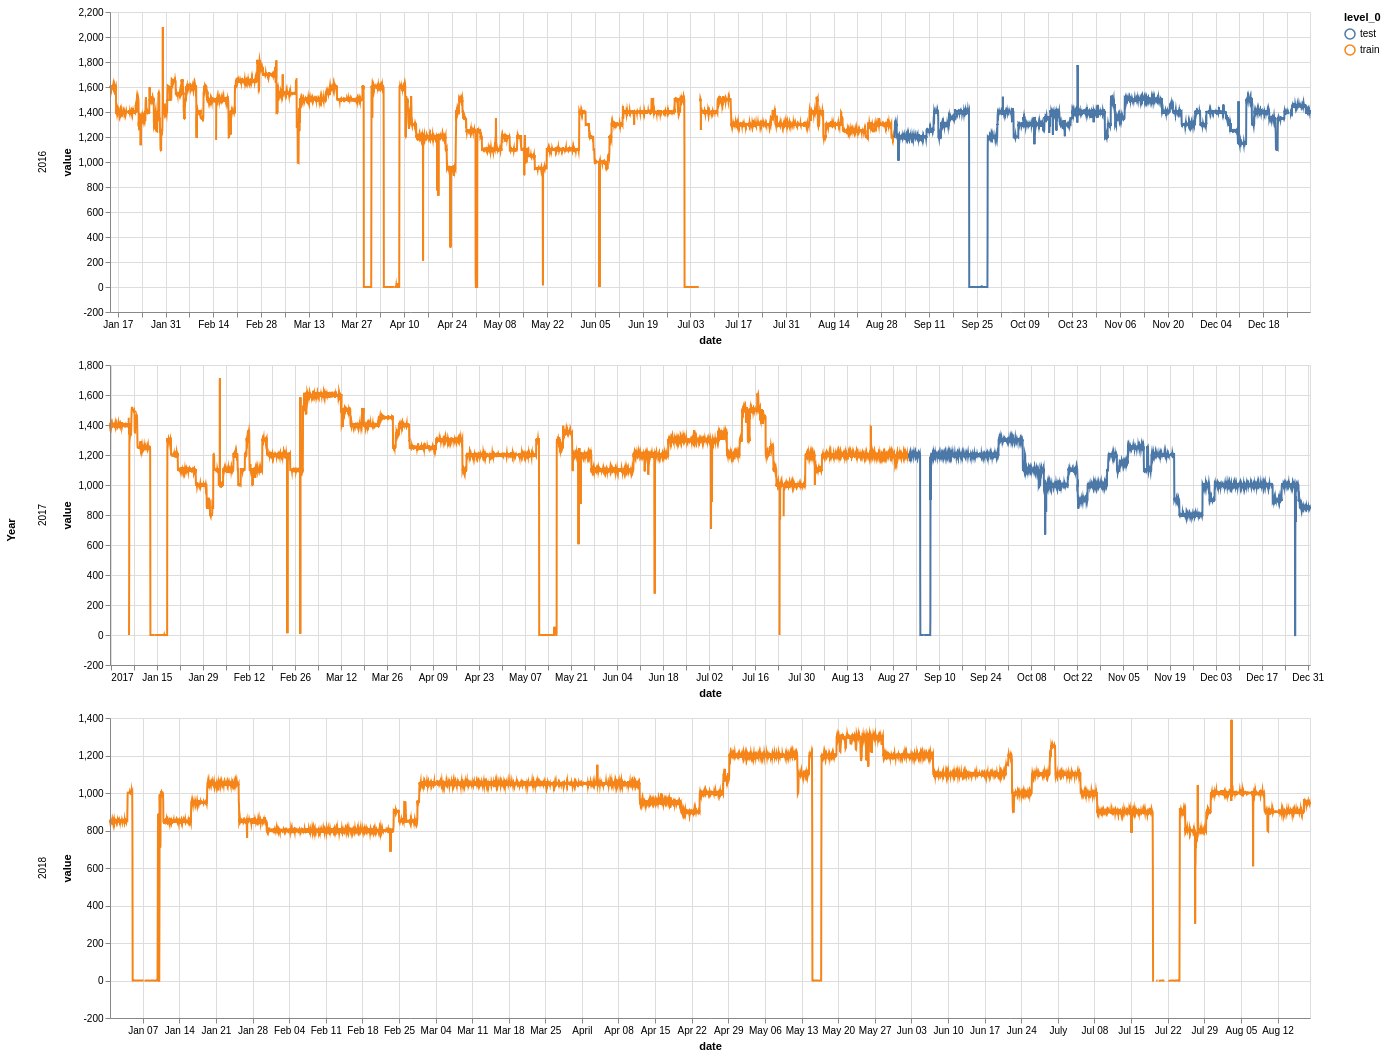 level_0
test
train
2,200
2,000
1,800
1,600
1,400
1,200
1,000
800
600
400
200
0
-200
value
2016
Jan 17 Jan 31 Feb 14 Feb 28 Mar 13 Mar 27 Apr 10 Apr 24 May 08 May 22 Jun 05 Jun 19 Jul 03 Jul 17 Jul 31 Aug 14 Aug 28 Sep 11 Sep 25 Oct 09 Oct 23 Nov 06 Nov 20 Dec 04 Dec 18
date
1,800
1,600
1,400
1,200
1,000
800
600
400
200
0
-200
value
2017
Year
2017 Jan 15 Jan 29 Feb 12 Feb 26 Mar 12 Mar 26 Apr 09 Apr 23 May 07 May 21 Jun 04 Jun 18 Jul 02 Jul 16 Jul 30 Aug 13 Aug 27 Sep 10 Sep 24 Oct 08 Oct 22 Nov 05 Nov 19 Dec 03 Dec 17 Dec 31
date
1,400
1,200
1,000
800
600
400
200
0
-200
value
2018
Jan 07 Jan 14 Jan 21 Jan 28 Feb 04 Feb 11 Feb 18 Feb 25 Mar 04 Mar 11 Mar 18 Mar 25 April Apr 08 Apr 15 Apr 22 Apr 29 May 06 May 13 May 20 May 27 Jun 03 Jun 10 Jun 17 Jun 24 July Jul 08 Jul 15 Jul 22 Jul 29 Aug 05 Aug 12
date